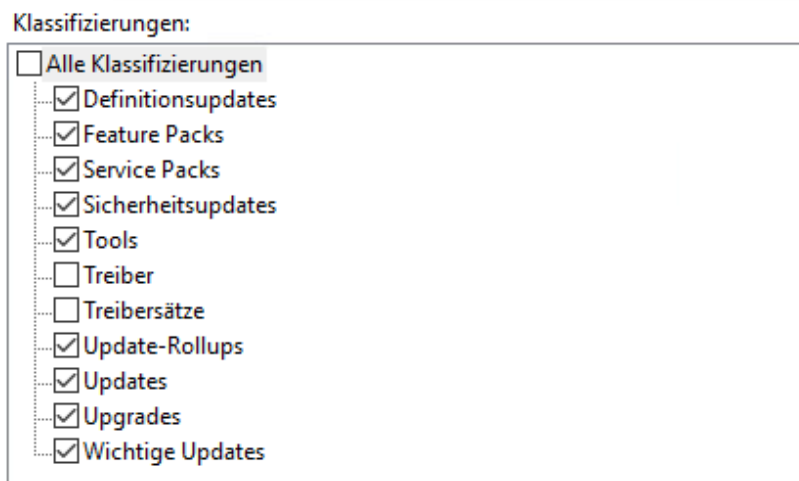 Klassifizierungen:
Alle Klassifizierungen
Definitionsupdates
Feature Packs
Service Packs
Sicherheitsupdates
Tools
Treiber
Treibersätze
Update-Rollups
Updates
Upgrades
Wichtige Updates